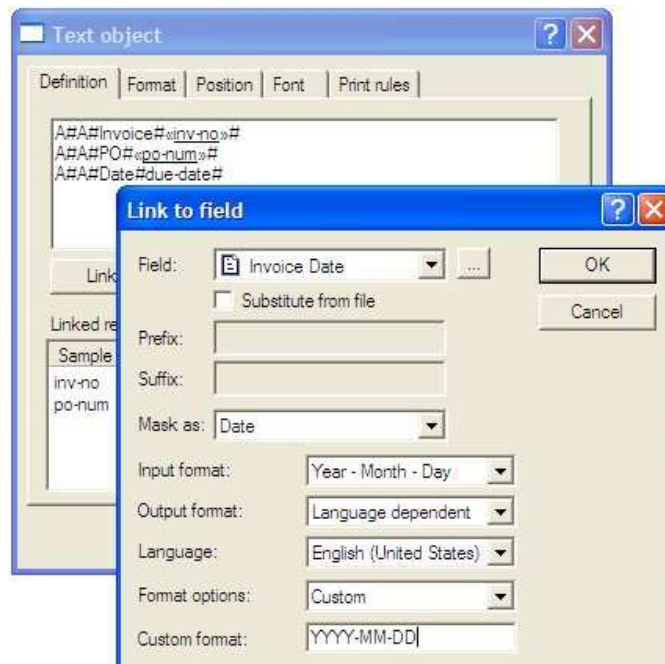 Text object
?
X
Definition
Format
Position
Font
Print rules
A#A#Invoice#«inv-no»#
A#A#PO#«po-num»#
A#A#Date#due-date#
Link
Linked re
Sample
inv-no
po-num
Link to field
?
X
Field:
Invoice Date
...
OK
Substitute from file
Cancel
Prefix:
Suffix:
Mask as:
Date
Input format:
Year - Month - Day
Output format:
Language dependent
Language:
English (United States)
Format options:
Custom
Custom format:
YYYY-MM-DD